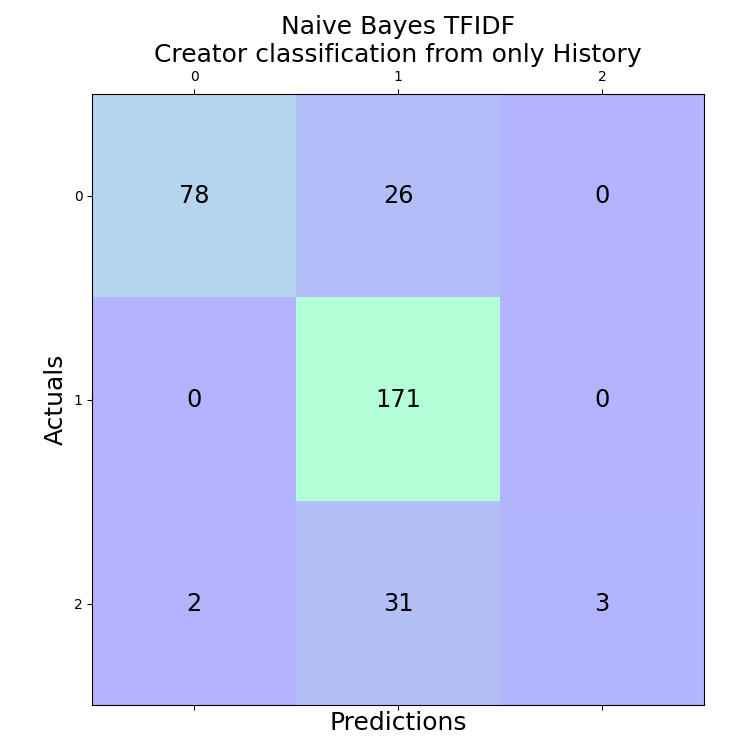 Naive Bayes TFIDF
Creator classification from only History
0 1 2
0 78 26 0
Actuals
1 0 171 0
2 2 31 3
Predictions